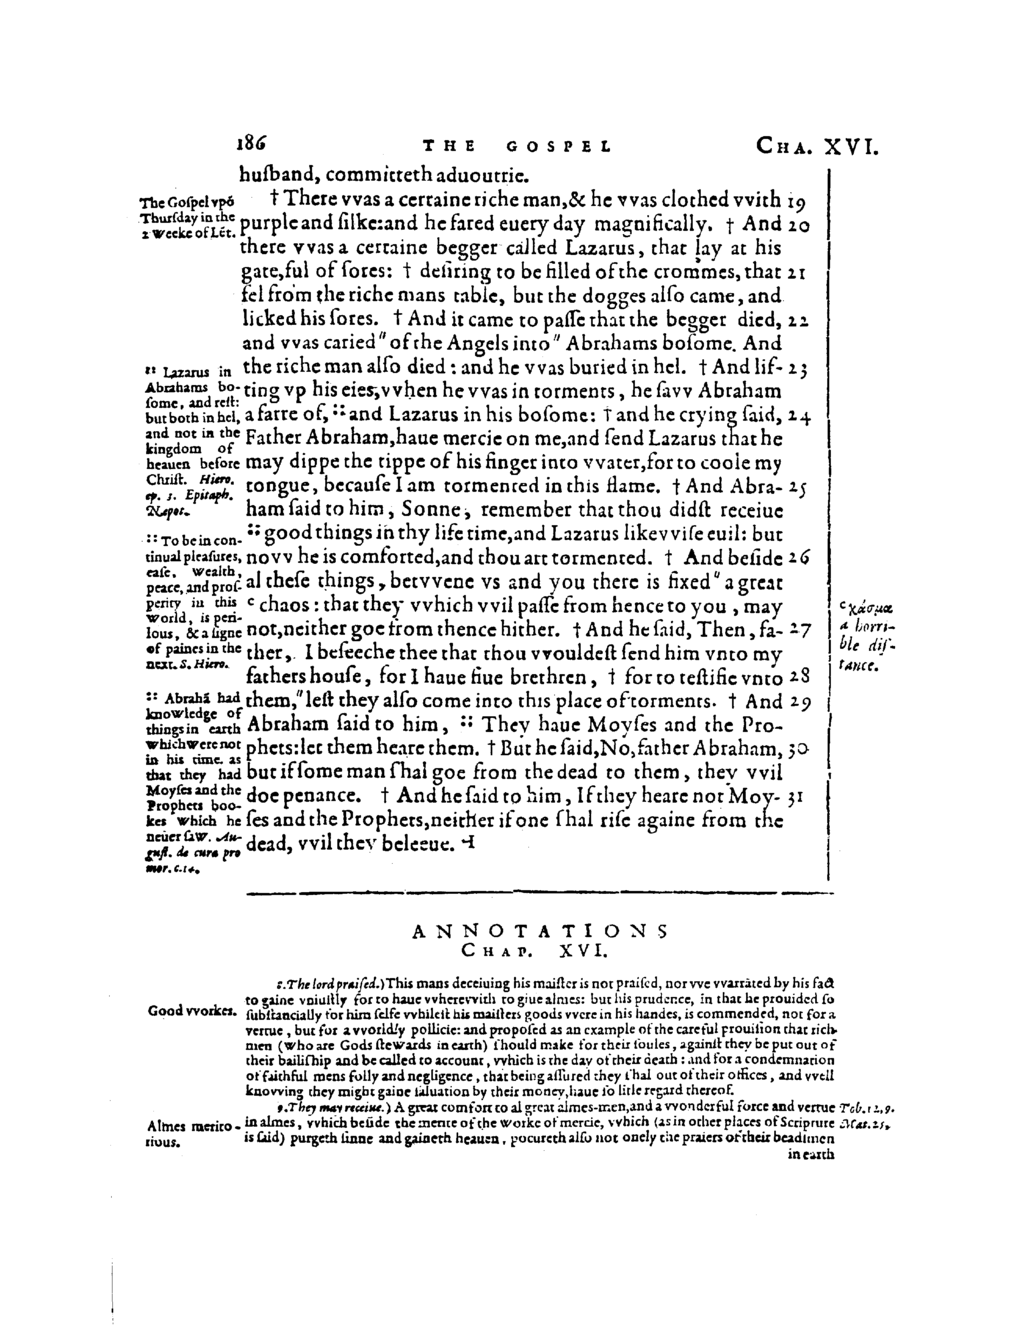 186 THE GOSPEL CHA. XVI.
huſband, committeth aduoutrie.
† There vvas a certaine riche man,& he vvas clothed vvith 19
purple and ſilke:and he fared euery day magnifically. † And 20
there vvas a certaine begger called Lazarus, that lay at his
gate,ful of ſores: † deſiring to be filled of the crommes, that 21
fel from the riche mans table, but the dogges alſo came, and
licked his ſores. † And it came to paſſe that the begger died, 22
and vvas caried" of the Angels into" Abrahams boſome. And
the riche man alſo died : and he vvas buried in hel. † And lif- 23
ting vp his eies,vvhen he vvas in torments, he ſavv Abraham
a farre of, :: and Lazarus in his boſome: † and he crying ſaid, 24
Father Abraham,haue mercie on me,and ſend Lazarus that he
may dippe the tippe of his finger into vvater,for to coole my
tongue, becauſe I am tormented in this flame. † And Abra- 25
ham ſaid to him, Sonne, remember that thou didſt receiue
:: good things in thy life time,and Lazarus likevviſe euil: but
novv he is comforted,and thou art tormented. † And beſide 26
al theſe things, betvvene vs and you there is fixed" a great
c chaos : that they vvhich vvil paſſe from hence to you , may
not,neither goe from thence hither. † And he ſaid, Then, fa- 27
ther, I beſeeche thee that thou vvouldeſt ſend him vnto my
fathers houſe, for I haue fiue brethren, † for to teſtifie vnto 28
them," leſt they alſo come into this place of torments. † And 29
Abraham ſaid to him, :: They haue Moyſes and the Pro-
phets:let them heare them. † But he ſaid,No,father Abraham, 30
but if ſome man ſhal goe from the dead to them, they vvil
doe penance. † And he ſaid to him, If they heare not Moy- 31
ſes and the Prophets,neither if one ſhal riſe againe from the
dead, vvil they beleeue. ⊣
The Goſpel vpō
Thurſday in the
2 weeke of Lēt.
:: Lazarus in
Abrahams bo-
ſome, and reſt:
but both in hel,
and not in the
kingdom of
heauen before
Chriſt. Hiero.
ep. 3. Epitaph.
Nepot.
:: To be in con-
tinual pleaſures,
eaſe, wealth,
peace, and proſ-
perity in this
world, is peri-
lous, & a ſigne
of paines in the
next. S. Hiero.
:: Abrahā had
knowledge of
things in earth
which were not
in his time. as
that they had
Moyſes and the
Prophets boo-
kes which he
neuer ſaw. Au-
guſt. de cura pro
mor. c.14.
c χάσμα
a horri-
ble diſ-
tance.
ANNOTATIONS
CHAP. XVI.
8.The lord praiſed.)This mans deceiuing his maiſter is not praiſed, nor vve vvarrāted by his fact
to gaine vniuſtly for to haue vvherevvith to giue almes: but his prudence, in that he prouided ſo
ſubſtancially for him ſelfe vvhileſt his maiſters goods vvere in his handes, is commended, not for a
vertue , but for a vvorldly pollicie: and propoſed as an example of the careful prouiſion that rich
men (who are Gods ſtewards in earth) ſhould make for their ſoules, againſt they be put out of
their bailiſhip and be called to account , vvhich is the day of their death : and for a condemnation
of faithful mens folly and negligence , that being aſſured they ſhal out of their offices , and vvell
knovving they might gaine ſaluation by their money,haue ſo litle regard thereof.
9.They may receiue.) A great comfort to al great almes-men,and a vvonderful force and vertue
in almes, vvhich beſide the merite of the worke of mercie, vvhich (as in other places of Scripture
is ſaid) purgeth ſinne and gaineth heauen, pocureth alſo not onely the praiers of their beadſmen
in earth
Good vvorkes.
Almes merito-
rious.
Tob.12,9.
Mat.25,